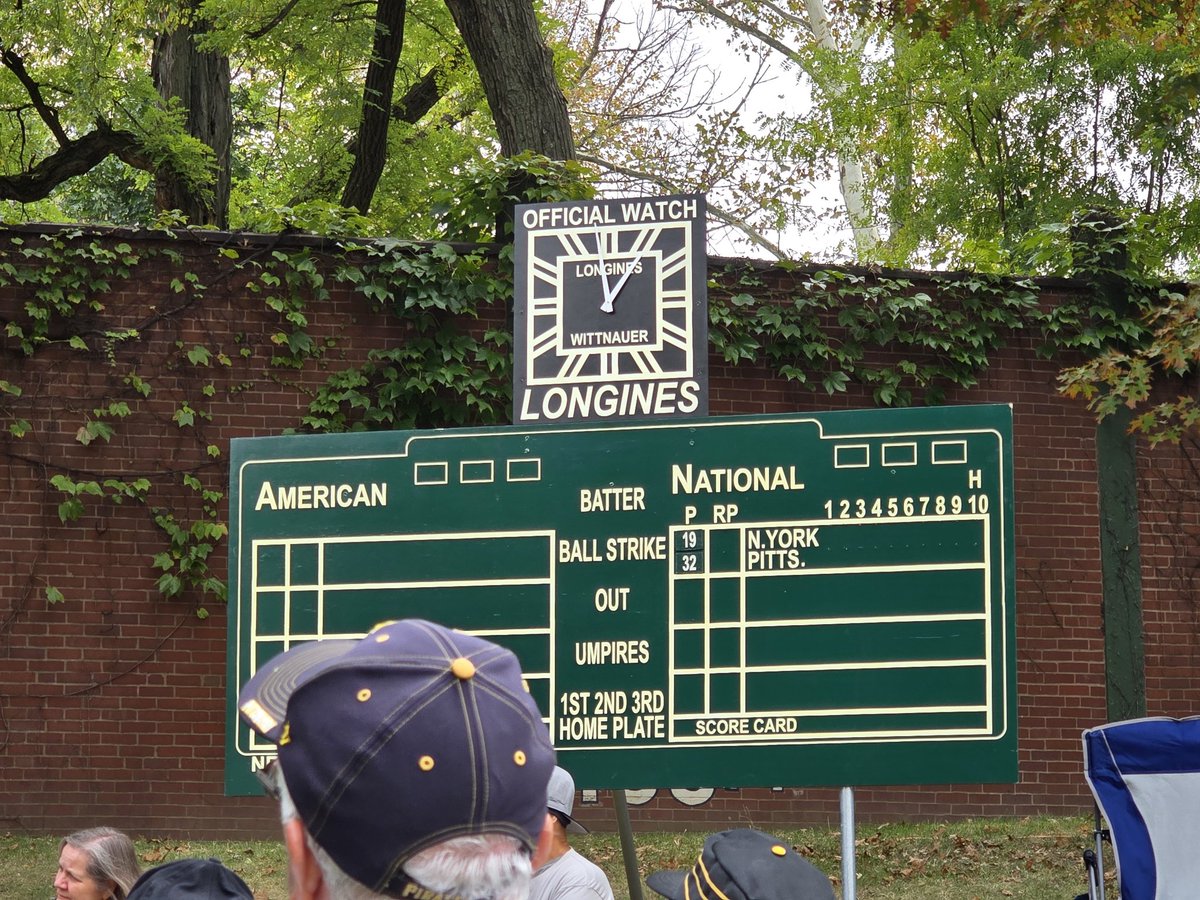 OFFICIAL WATCH
LONGINES
WITTNAUER
LONGINES
AMERICAN
BATTER
NATIONAL
H
P RP 1 2 3 4 5 6 7 8 9 10
BALL STRIKE
19 N.YORK
32 PITTS.
OUT
UMPIRES
1ST 2ND 3RD
HOME PLATE
SCORE CARD